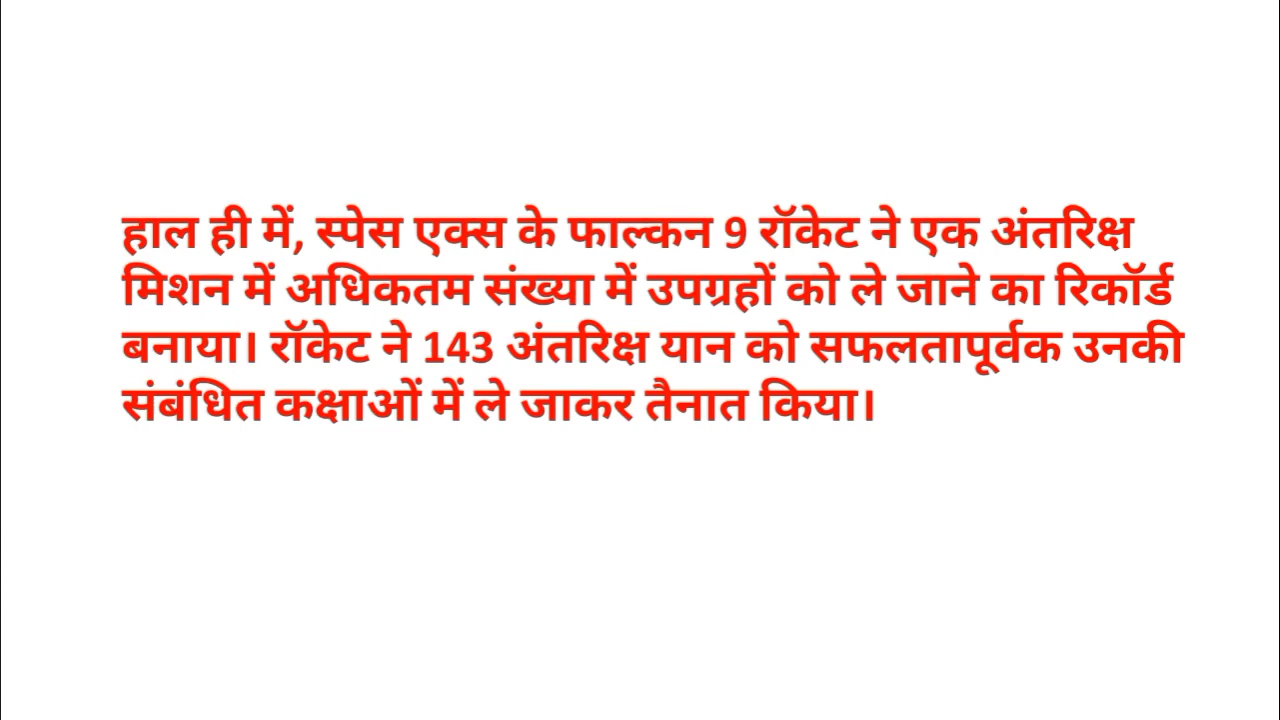 हाल ही में, स्पेस एक्स के फाल्कन 9 रॉकेट ने एक अंतरिक्ष
मिशन में अधिकतम संख्या में उपग्रहों को ले जाने का रिकॉर्ड
बनाया। रॉकेट ने 143 अंतरिक्ष यान को सफलतापूर्वक उनकी
संबंधित कक्षाओं में ले जाकर तैनात किया।